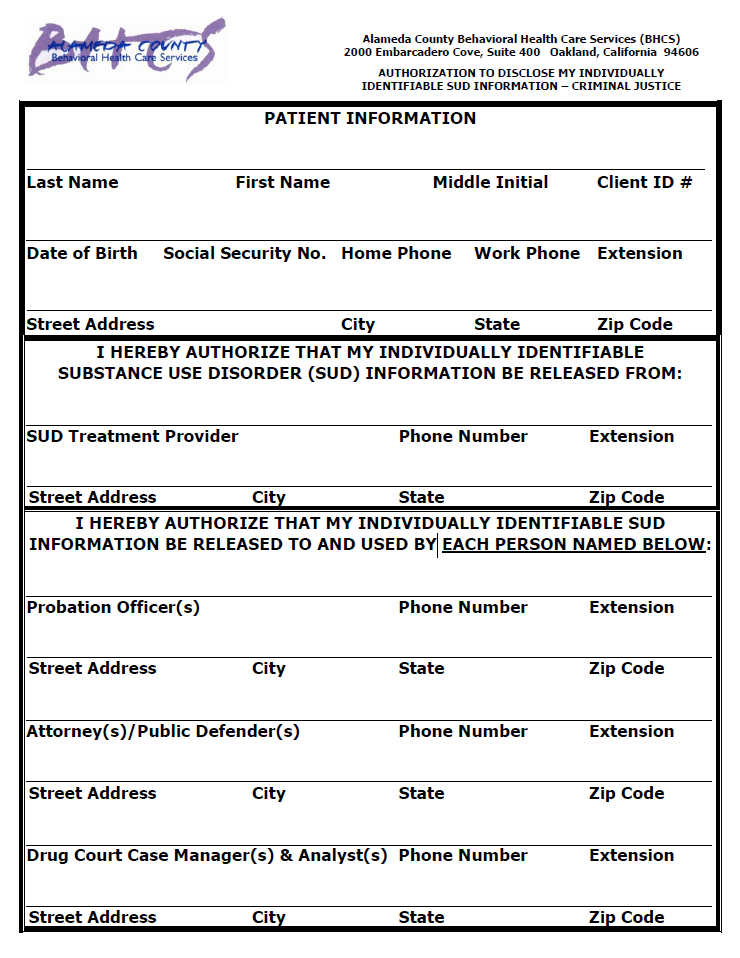 BHCS
ALAMEDA COUNTY
Behavioral Health Care Services
Alameda County Behavioral Health Care Services (BHCS)
2000 Embarcadero Cove, Suite 400 Oakland, California 94606
AUTHORIZATION TO DISCLOSE MY INDIVIDUALLY
IDENTIFIABLE SUD INFORMATION – CRIMINAL JUSTICE
PATIENT INFORMATION
Last Name First Name Middle Initial Client ID #
Date of Birth Social Security No. Home Phone Work Phone Extension
Street Address City State Zip Code
I HEREBY AUTHORIZE THAT MY INDIVIDUALLY IDENTIFIABLE
SUBSTANCE USE DISORDER (SUD) INFORMATION BE RELEASED FROM:
SUD Treatment Provider Phone Number Extension
Street Address City State Zip Code
I HEREBY AUTHORIZE THAT MY INDIVIDUALLY IDENTIFIABLE SUD
INFORMATION BE RELEASED TO AND USED BY EACH PERSON NAMED BELOW:
Probation Officer(s) Phone Number Extension
Street Address City State Zip Code
Attorney(s)/Public Defender(s) Phone Number Extension
Street Address City State Zip Code
Drug Court Case Manager(s) & Analyst(s) Phone Number Extension
Street Address City State Zip Code